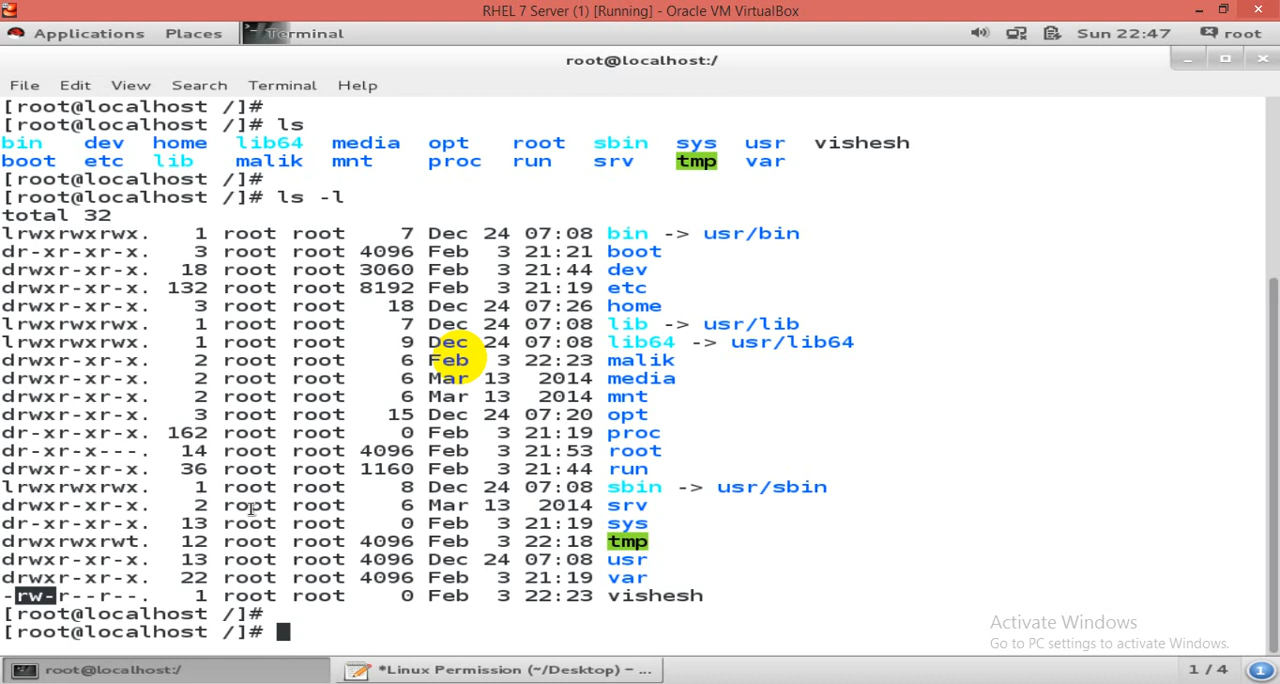 RHEL 7 Server (1) [Running] - Oracle VM VirtualBox
Applications Places Terminal Sun 22:47 root
root@localhost:/
File Edit View Search Terminal Help
[root@localhost /]#
[root@localhost /]# ls
bin dev home lib64 media opt root sbin sys usr vishesh
boot etc lib malik mnt proc run srv tmp var
[root@localhost /]#
[root@localhost /]# ls -l
total 32
lrwxrwxrwx. 1 root root 7 Dec 24 07:08 bin -> usr/bin
dr-xr-xr-x. 3 root root 4096 Feb 3 21:21 boot
drwxr-xr-x. 18 root root 3060 Feb 3 21:44 dev
drwxr-xr-x. 132 root root 8192 Feb 3 21:19 etc
drwxr-xr-x. 3 root root 18 Dec 24 07:26 home
lrwxrwxrwx. 1 root root 7 Dec 24 07:08 lib -> usr/lib
lrwxrwxrwx. 1 root root 9 Dec 24 07:08 lib64 -> usr/lib64
drwxr-xr-x. 2 root root 6 Feb 3 22:23 malik
drwxr-xr-x. 2 root root 6 Mar 13 2014 media
drwxr-xr-x. 2 root root 6 Mar 13 2014 mnt
drwxr-xr-x. 3 root root 15 Dec 24 07:20 opt
dr-xr-xr-x. 162 root root 0 Feb 3 21:19 proc
dr-xr-x---. 14 root root 4096 Feb 3 21:53 root
drwxr-xr-x. 36 root root 1160 Feb 3 21:44 run
lrwxrwxrwx. 1 root root 8 Dec 24 07:08 sbin -> usr/sbin
drwxr-xr-x. 2 root root 6 Mar 13 2014 srv
dr-xr-xr-x. 13 root root 0 Feb 3 21:19 sys
drwxrwxrwt. 12 root root 4096 Feb 3 22:18 tmp
drwxr-xr-x. 13 root root 4096 Dec 24 07:08 usr
drwxr-xr-x. 22 root root 4096 Feb 3 21:19 var
-rw-r--r--. 1 root root 0 Feb 3 22:23 vishesh
[root@localhost /]#
[root@localhost /]#
Activate Windows
Go to PC settings to activate Windows.
root@localhost:/ *Linux Permission (~/Desktop) – ... 1 / 4 1